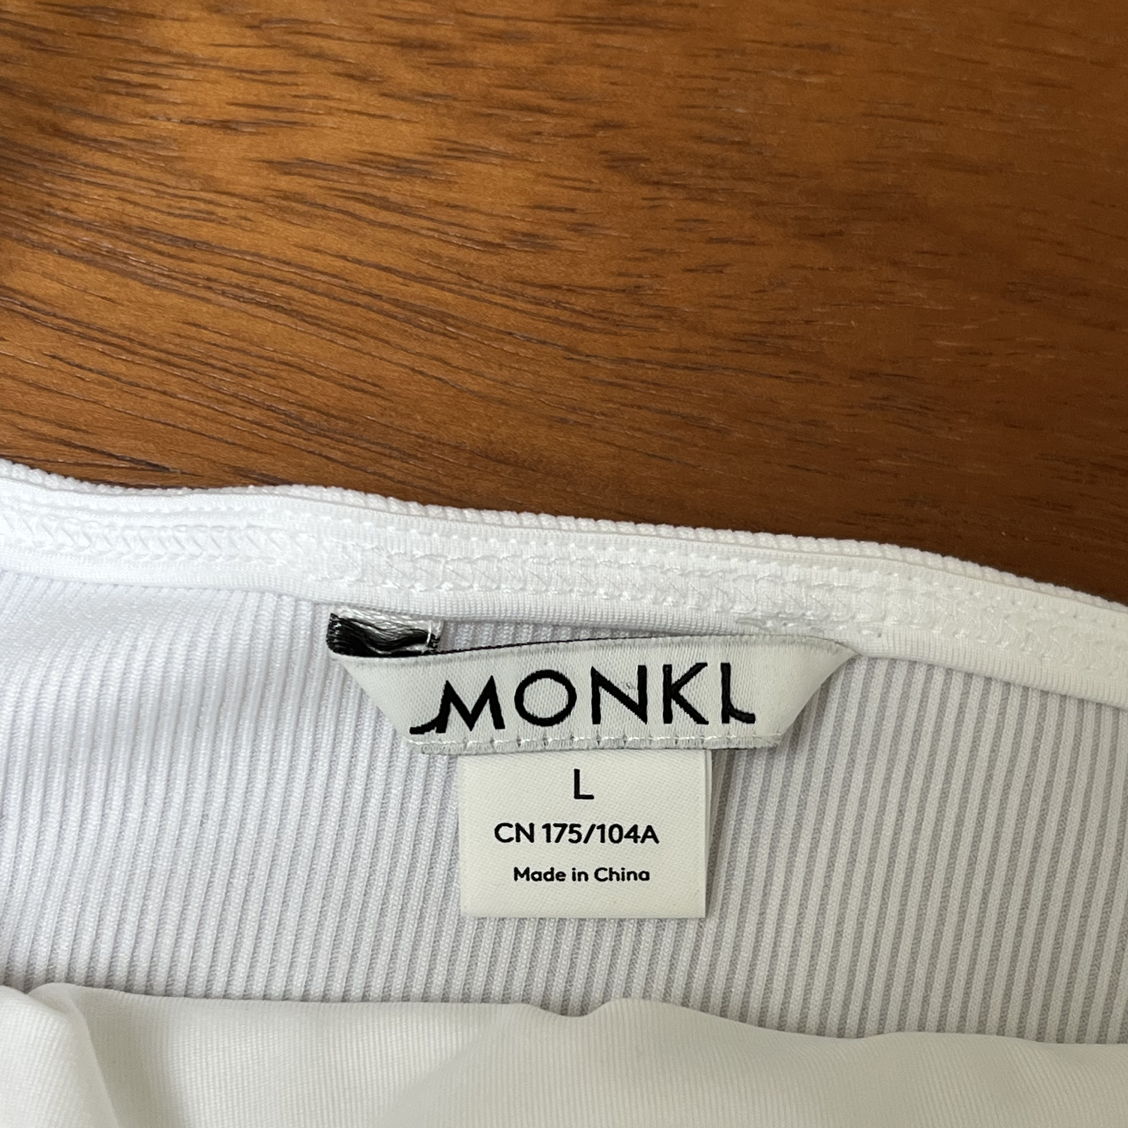 MONKI
L
CN 175/104A
Made in China